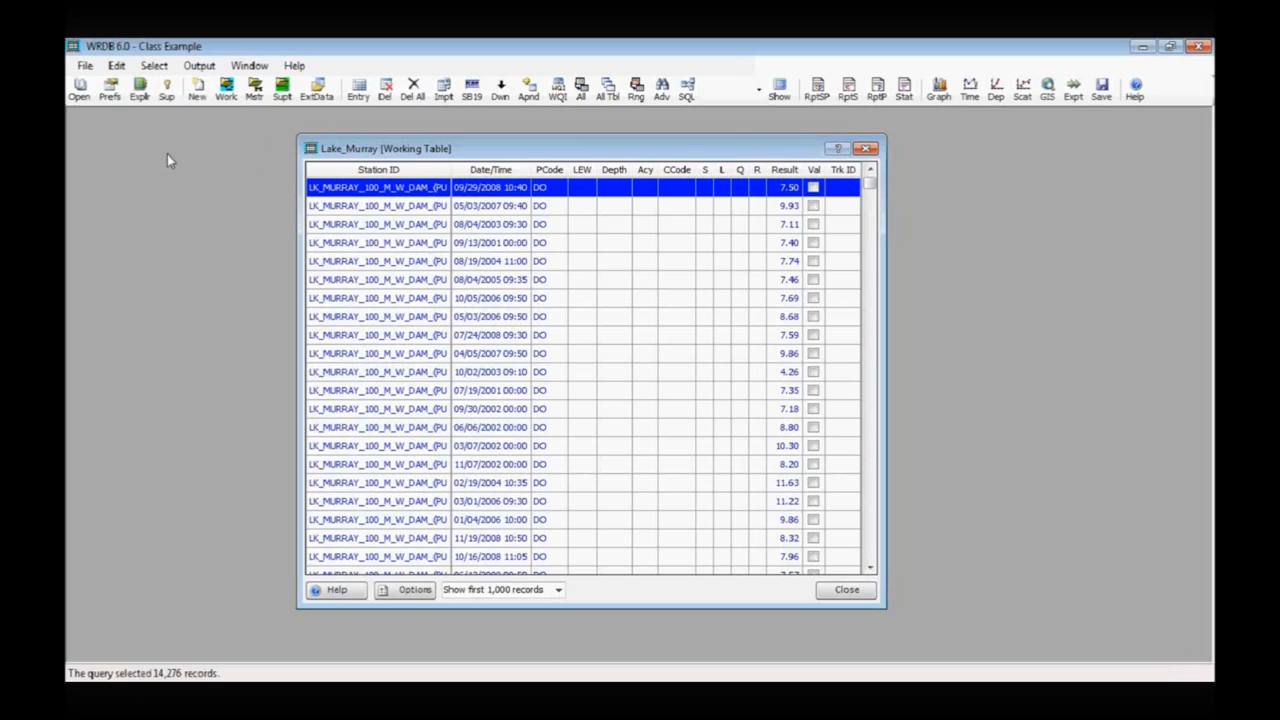 WRDB 6.0 - Class Example
File Edit Select Output Window Help
Open Prefs Explr Sup New Work Mstr Supt ExtData Entry Del Del All Impt SB19 Dwn Apnd WQI All All Tbl Rng Adv SQL Show RptSP RptS RptP Stat Graph Time Dep Scat GIS Expt Save Help
Lake_Murray [Working Table]
Station ID Date/Time PCode LEW Depth Acy CCode S L Q R Result Val Trk ID
LK_MURRAY_100_M_W_DAM_(PU 09/29/2008 10:40 DO 7.50
LK_MURRAY_100_M_W_DAM_(PU 05/03/2007 09:40 DO 9.93
LK_MURRAY_100_M_W_DAM_(PU 08/04/2003 09:30 DO 7.11
LK_MURRAY_100_M_W_DAM_(PU 09/13/2001 00:00 DO 7.40
LK_MURRAY_100_M_W_DAM_(PU 08/19/2004 11:00 DO 7.74
LK_MURRAY_100_M_W_DAM_(PU 08/04/2005 09:35 DO 7.46
LK_MURRAY_100_M_W_DAM_(PU 10/05/2006 09:50 DO 7.69
LK_MURRAY_100_M_W_DAM_(PU 05/03/2006 09:50 DO 8.68
LK_MURRAY_100_M_W_DAM_(PU 07/24/2008 09:30 DO 7.59
LK_MURRAY_100_M_W_DAM_(PU 04/05/2007 09:50 DO 9.86
LK_MURRAY_100_M_W_DAM_(PU 10/02/2003 09:10 DO 4.26
LK_MURRAY_100_M_W_DAM_(PU 07/19/2001 00:00 DO 7.35
LK_MURRAY_100_M_W_DAM_(PU 09/30/2002 00:00 DO 7.18
LK_MURRAY_100_M_W_DAM_(PU 06/06/2002 00:00 DO 8.80
LK_MURRAY_100_M_W_DAM_(PU 03/07/2002 00:00 DO 10.30
LK_MURRAY_100_M_W_DAM_(PU 11/07/2002 00:00 DO 8.20
LK_MURRAY_100_M_W_DAM_(PU 02/19/2004 10:35 DO 11.63
LK_MURRAY_100_M_W_DAM_(PU 03/01/2006 09:30 DO 11.22
LK_MURRAY_100_M_W_DAM_(PU 01/04/2006 10:00 DO 9.86
LK_MURRAY_100_M_W_DAM_(PU 11/19/2008 10:50 DO 8.32
LK_MURRAY_100_M_W_DAM_(PU 10/16/2008 11:05 DO 7.96
Help Options Show first 1,000 records Close
The query selected 14,276 records.